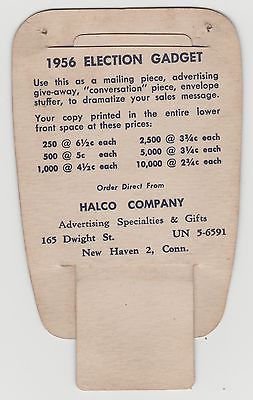 1956 ELECTION GADGET
Use this as a mailing piece, advertising
give-away, "conversation" piece, envelope
stuffer, to dramatize your sales message.
Your copy printed in the entire lower
front space at these prices:
250 @ 6½c each 2,500 @ 3¾c each
500 @ 5c each 5,000 @ 3¼c each
1,000 @ 4½c each 10,000 @ 2¾c each
Order Direct From
HALCO COMPANY
Advertising Specialties & Gifts
165 Dwight St. UN 5-6591
New Haven 2, Conn.